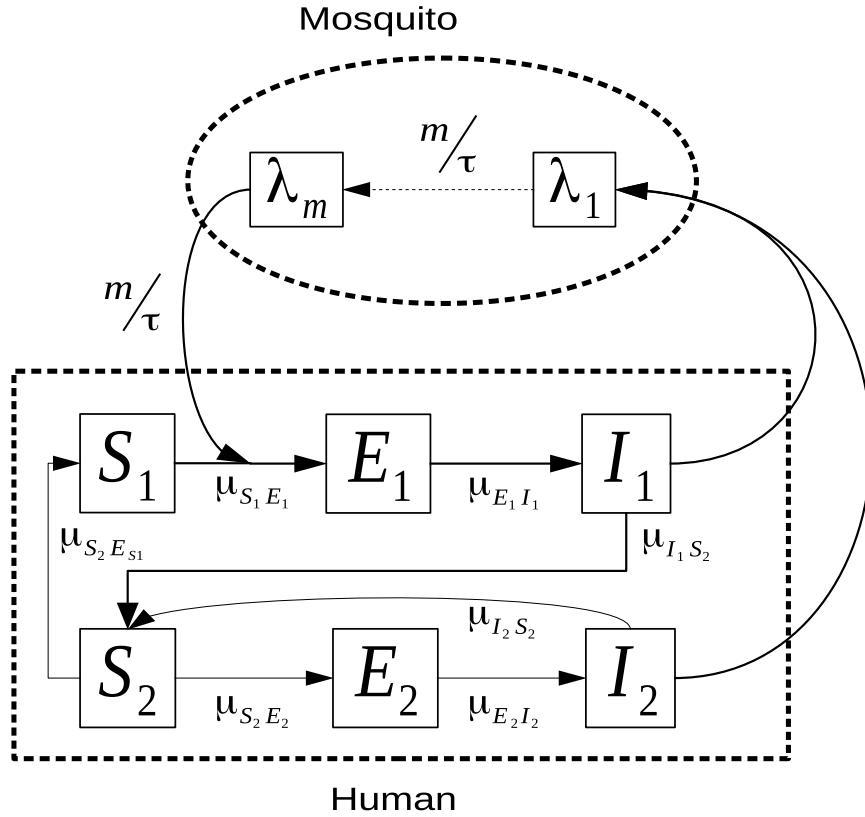 Mosquito
m/τ
λm λ1
m/τ
S1 E1 I1
μS1E1 μE1I1
μS2ES1 μI1S2
μI2S2
S2 E2 I2
μS2E2 μE2I2
Human